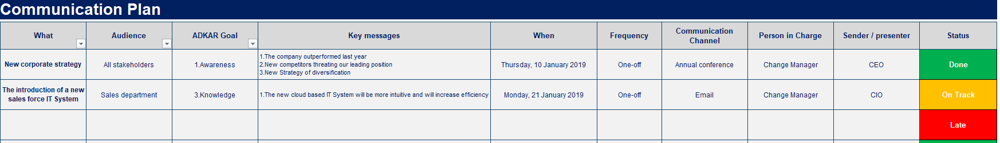 Communication Plan
What
Audience
ADKAR Goal
Key messages
When
Frequency
Communication
Channel
Person in Charge
Sender / presenter
Status
New corporate strategy
All stakeholders
1.Awareness
1.The company outperformed last year
2.New competitors threating our leading position
3.New Strategy of diversification
Thursday, 10 January 2019
One-off
Annual conference
Change Manager
CEO
Done
The introduction of a new
sales force IT System
Sales department
3.Knowledge
1.The new cloud based IT System will be more intuitive and will increase efficiency
Monday, 21 January 2019
One-off
Email
Change Manager
CIO
On Track
Late